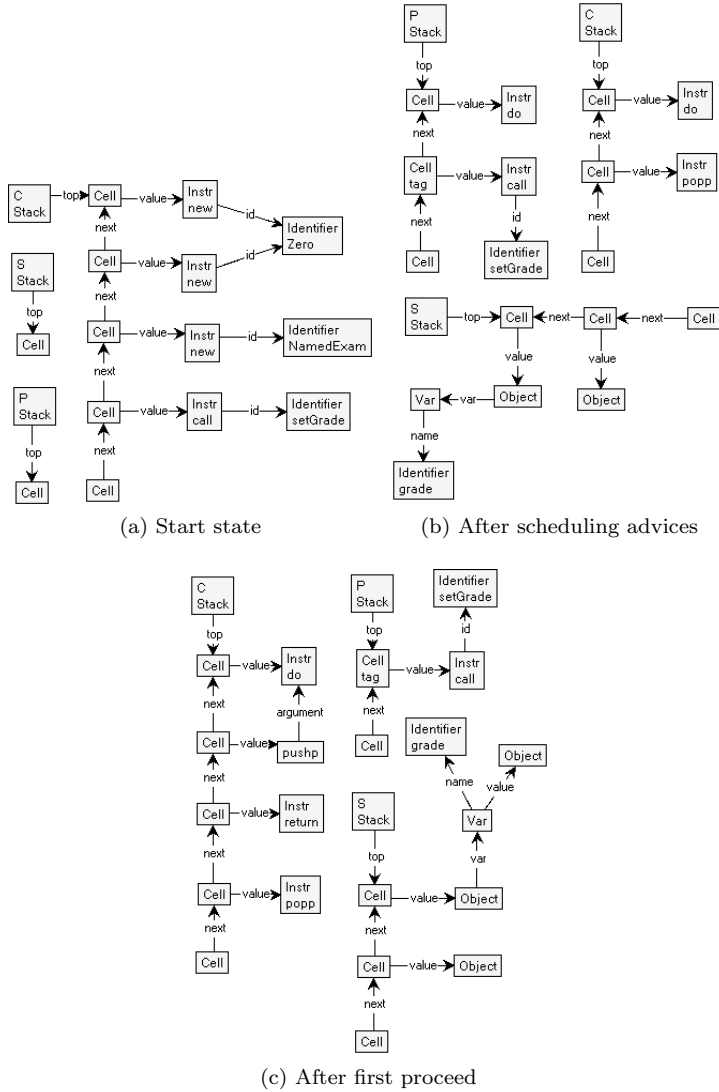 C
Stack
top
Cell
value
Instr
new
id
Identifier
Zero
next
Cell
value
Instr
new
id
next
S
Stack
top
Cell
Cell
value
Instr
new
id
Identifier
NamedExam
next
P
Stack
top
Cell
Cell
value
Instr
call
id
Identifier
setGrade
next
Cell
(a) Start state
P
Stack
top
Cell
value
Instr
do
next
Cell
tag
value
Instr
call
next
id
Cell
Identifier
setGrade
C
Stack
top
Cell
value
Instr
do
next
Cell
value
Instr
popp
next
Cell
S
Stack
top
Cell
next
Cell
next
Cell
value
value
Var
var
Object
Object
name
Identifier
grade
(b) After scheduling advices
C
Stack
top
Cell
value
Instr
do
next
argument
Cell
value
pushp
next
Cell
value
Instr
return
next
Cell
value
Instr
popp
next
Cell
P
Stack
top
Identifier
setGrade
id
Cell
tag
value
Instr
call
next
Cell
Identifier
grade
Object
name
value
S
Stack
Var
top
var
Cell
value
Object
next
Cell
value
Object
next
Cell
(c) After first proceed